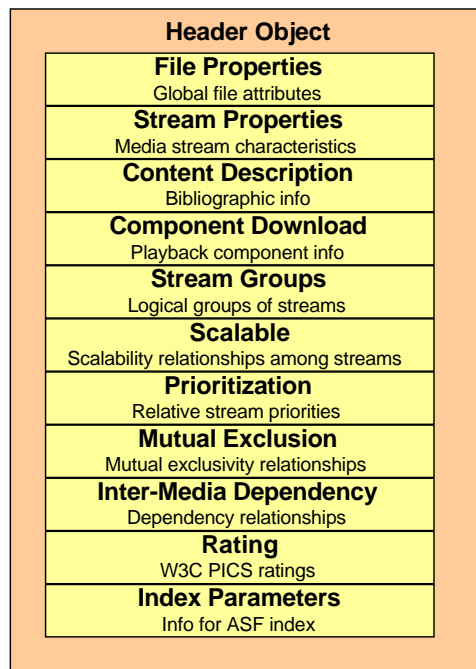 Header Object
File Properties
Global file attributes
Stream Properties
Media stream characteristics
Content Description
Bibliographic info
Component Download
Playback component info
Stream Groups
Logical groups of streams
Scalable
Scalability relationships among streams
Prioritization
Relative stream priorities
Mutual Exclusion
Mutual exclusivity relationships
Inter-Media Dependency
Dependency relationships
Rating
W3C PICS ratings
Index Parameters
Info for ASF index